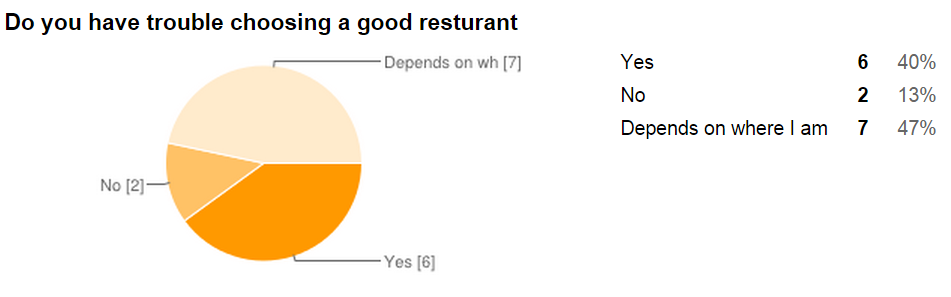 Do you have trouble choosing a good resturant
Depends on wh [7]
No [2]
Yes [6]
Yes 6 40%
No 2 13%
Depends on where I am 7 47%